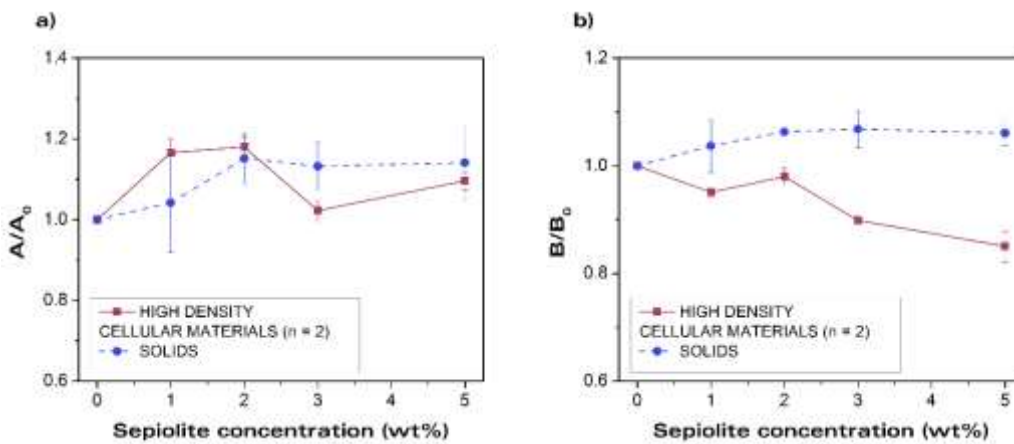 a)
1.4
1.2
1.0
0.8
0.6
A/A0
HIGH DENSITY
CELLULAR MATERIALS (n = 2)
SOLIDS
0 1 2 3 4 5
Sepiolite concentration (wt%)
b)
1.2
1.0
0.8
0.6
B/B0
HIGH DENSITY
CELLULAR MATERIALS (n = 2)
SOLIDS
0 1 2 3 4 5
Sepiolite concentration (wt%)